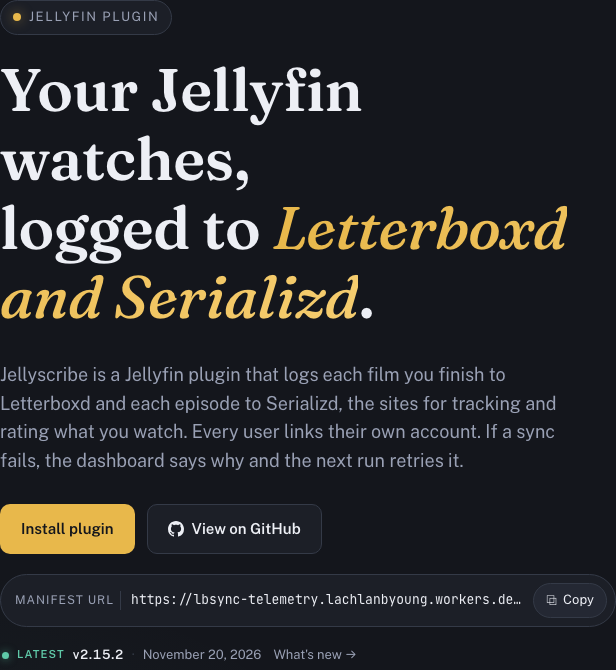 JELLYFIN PLUGIN
Your Jellyfin
watches,
logged to Letterboxd
and Serializd.
Jellyscribe is a Jellyfin plugin that logs each film you finish to
Letterboxd and each episode to Serializd, the sites for tracking and
rating what you watch. Every user links their own account. If a sync
fails, the dashboard says why and the next run retries it.
Install plugin View on GitHub
MANIFEST URL https://lbsync-telemetry.lachlanbyoung.workers.de… Copy
LATEST v2.15.2 · November 20, 2026 What's new →